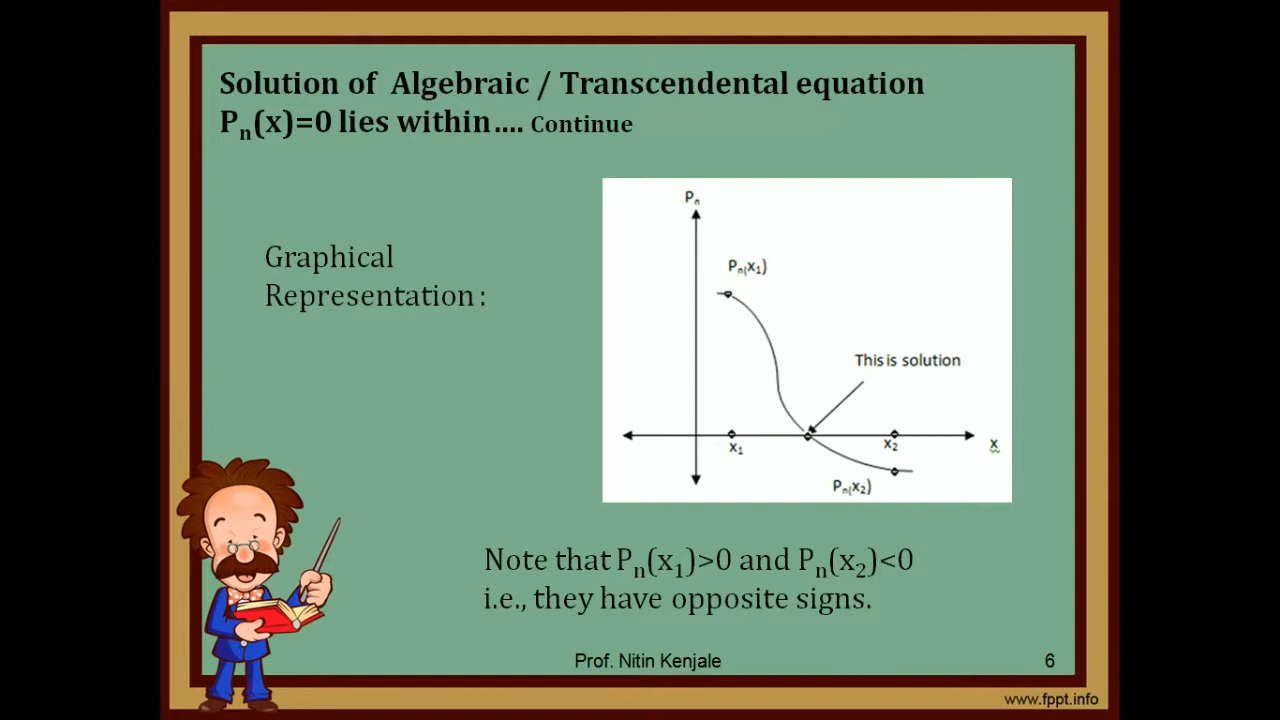 Solution of Algebraic / Transcendental equation
Pn(x)=0 lies within.... Continue
Graphical
Representation :
Pn
Pn(x1)
This is solution
x1
x2
x
Pn(x2)
Note that Pn(x1)>0 and Pn(x2)<0
i.e., they have opposite signs.
Prof. Nitin Kenjale
6
www.fppt.info